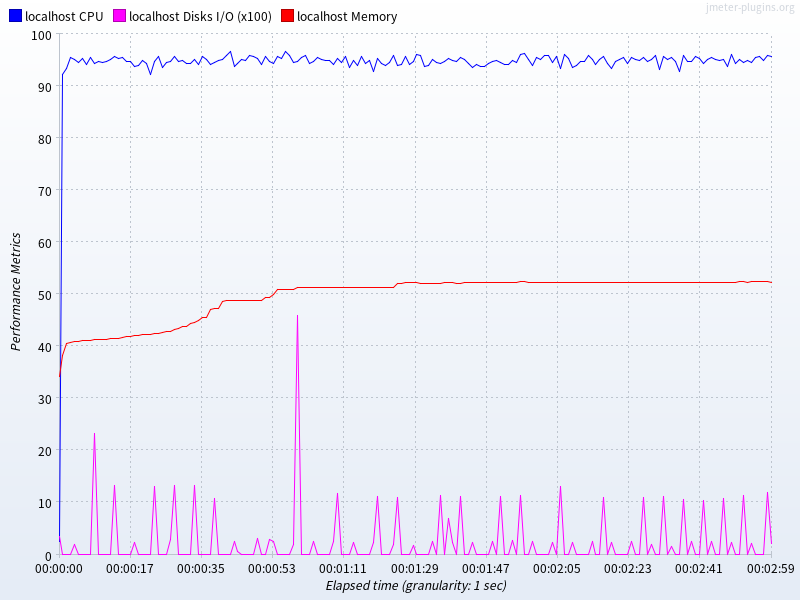 localhost CPU localhost Disks I/O (x100) localhost Memory
jmeter-plugins.org
100
90
80
70
60
50
40
30
20
10
0
Performance Metrics
00:00:00 00:00:17 00:00:35 00:00:53 00:01:11 00:01:29 00:01:47 00:02:05 00:02:23 00:02:41 00:02:59
Elapsed time (granularity: 1 sec)